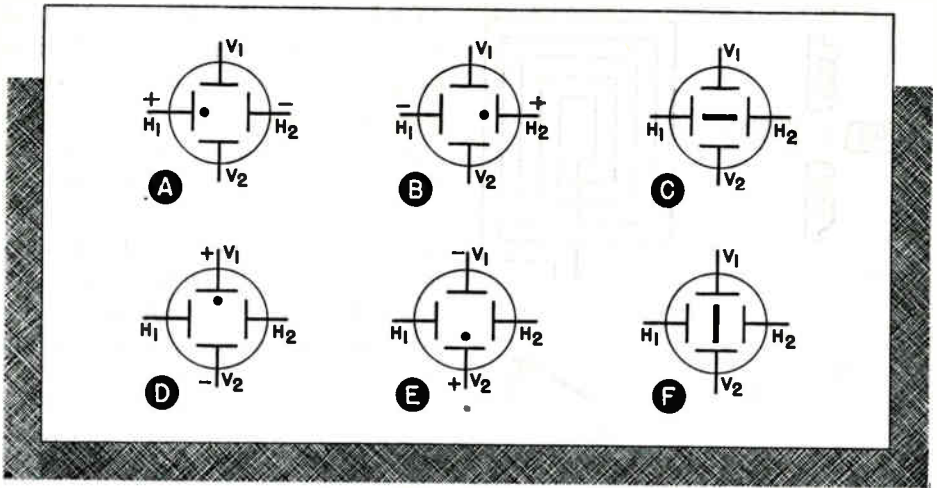 V1 V1 V1
+ - - +
H1 H2 H1 H2 H1 H2
V2 V2 V2
A B C
+ V1 - V1 V1
H1 H2 H1 H2 H1 H2
- V2 + V2 V2
D E F